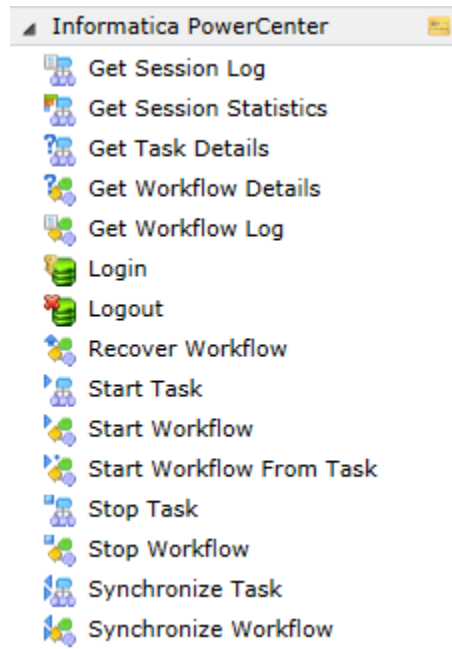 Informatica PowerCenter
Get Session Log
Get Session Statistics
Get Task Details
Get Workflow Details
Get Workflow Log
Login
Logout
Recover Workflow
Start Task
Start Workflow
Start Workflow From Task
Stop Task
Stop Workflow
Synchronize Task
Synchronize Workflow